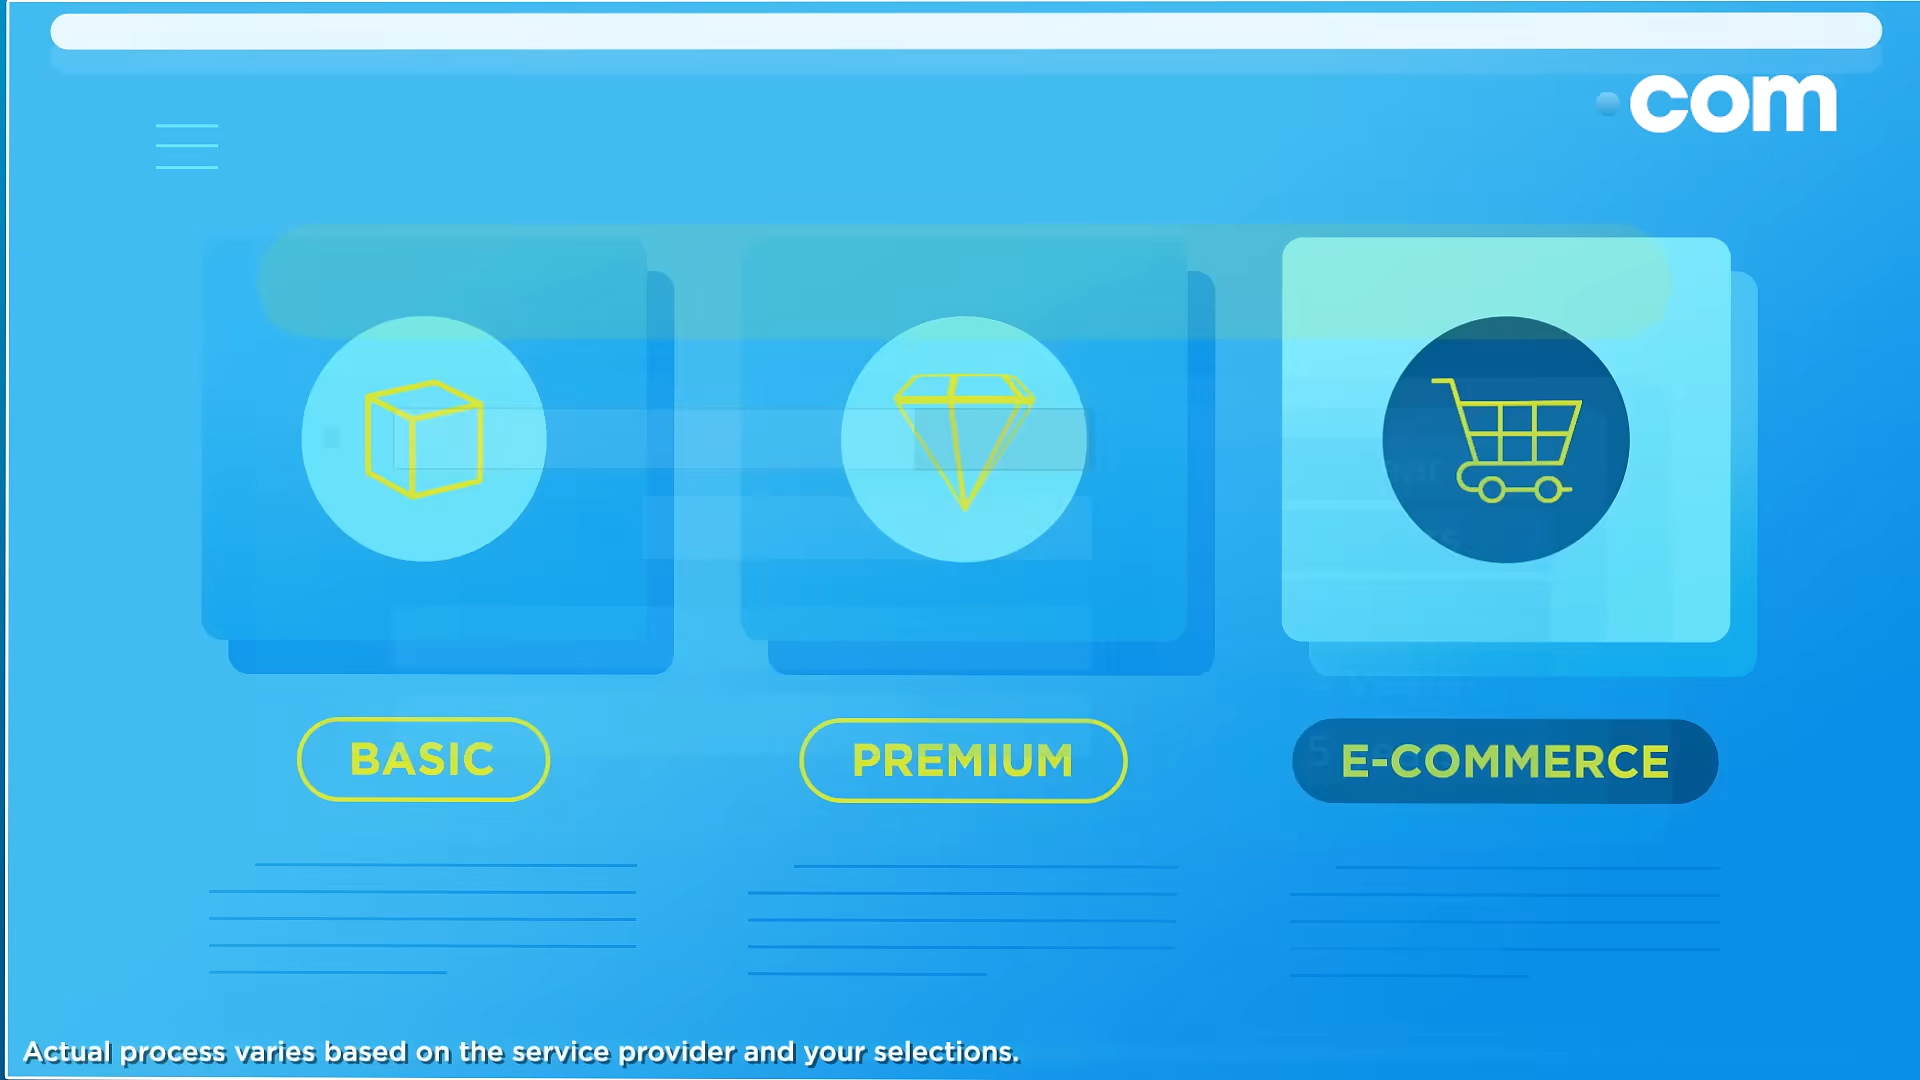 .com
BASIC
PREMIUM
E-COMMERCE
Actual process varies based on the service provider and your selections.